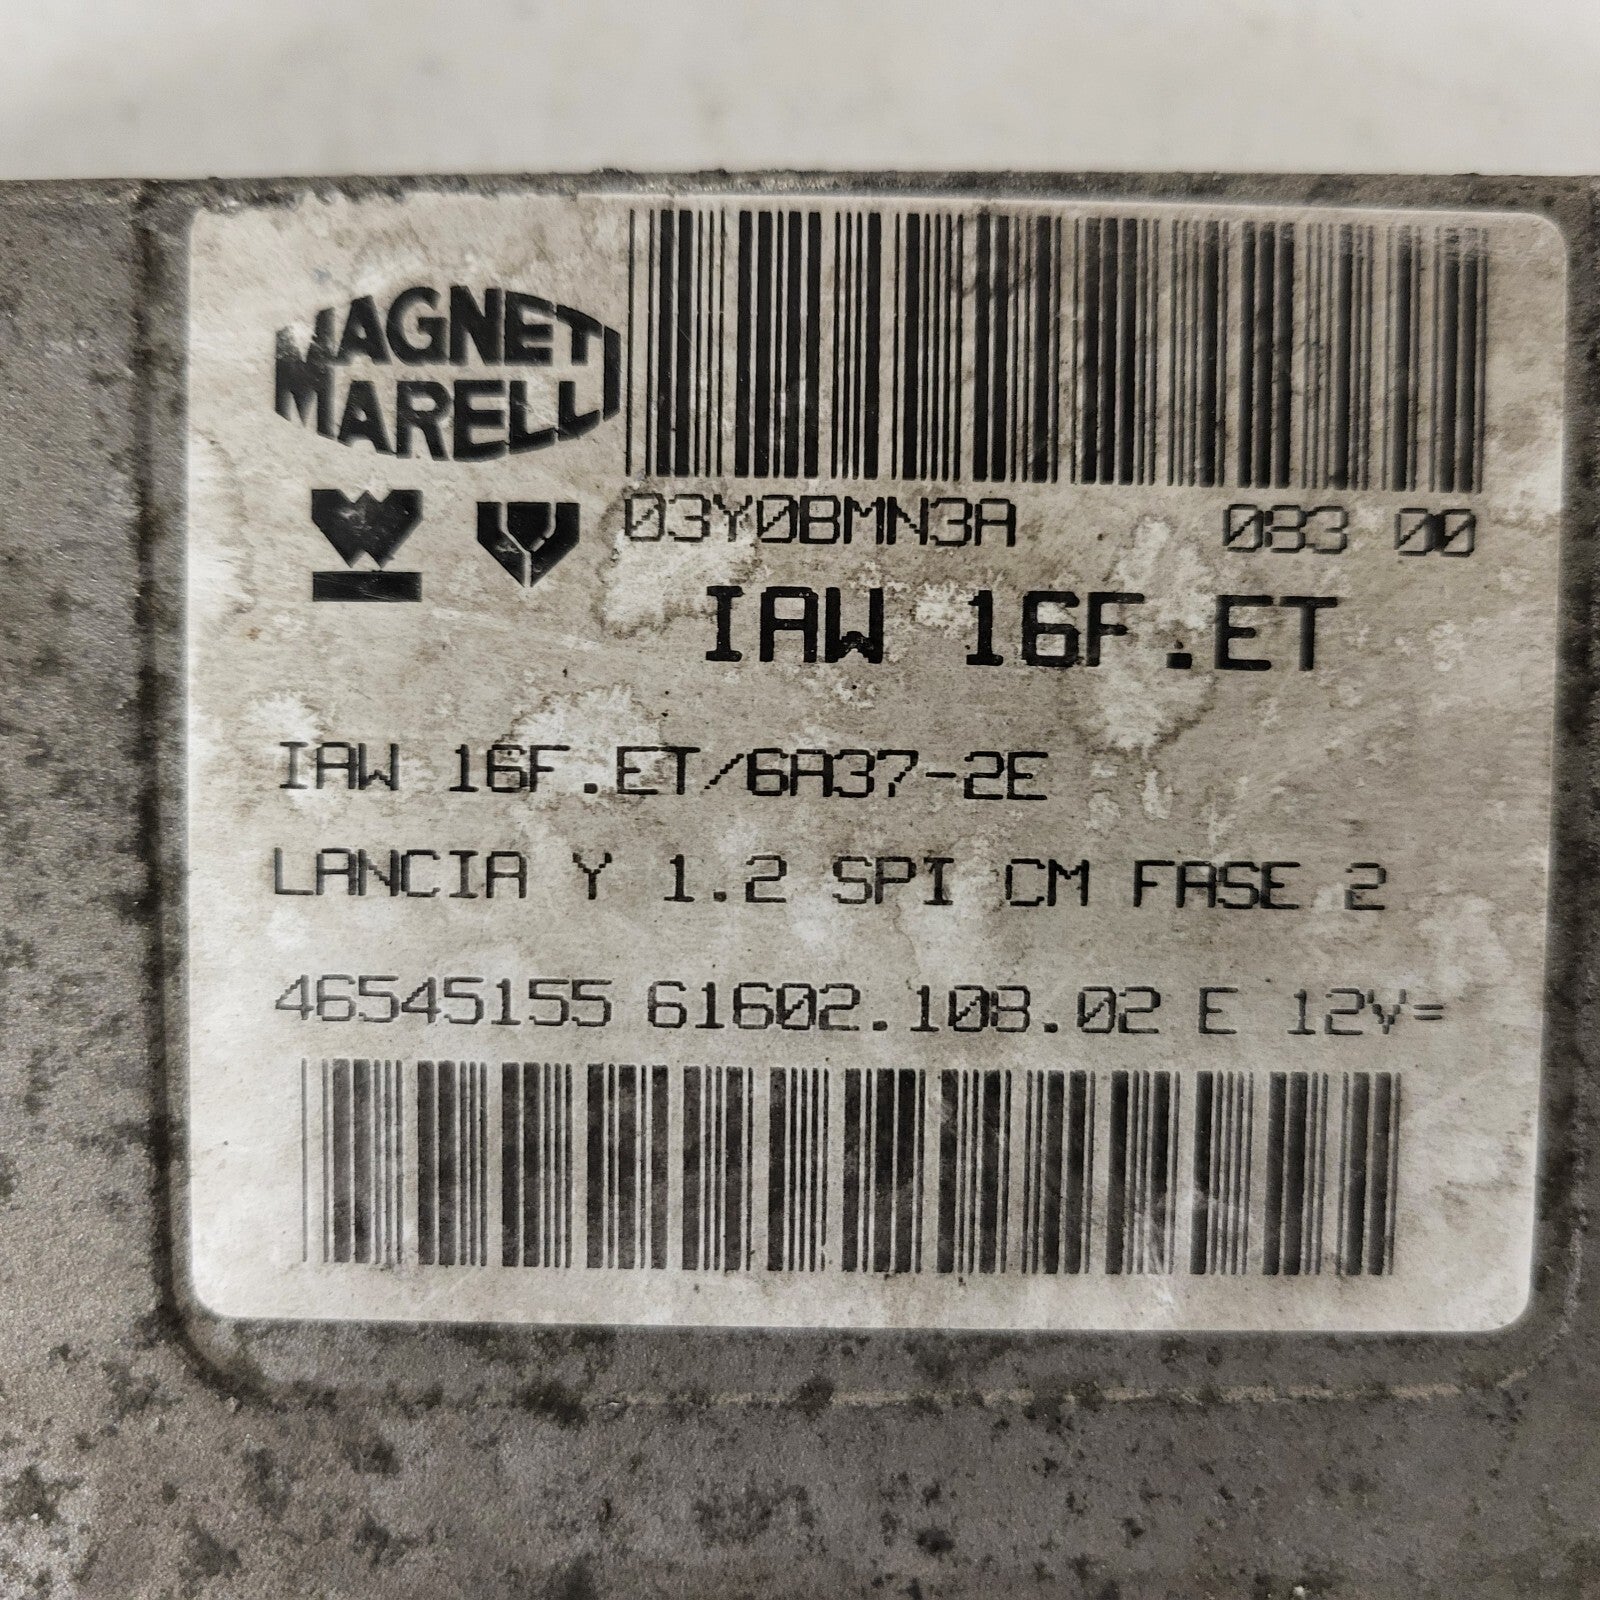 MAGNETI
MARELLI
03Y0BMN3A 083 00
IAW 16F.ET
IAW 16F.ET/6A37-2E
LANCIA Y 1.2 SPI CM FASE 2
46545155 61602.108.02 E 12V=